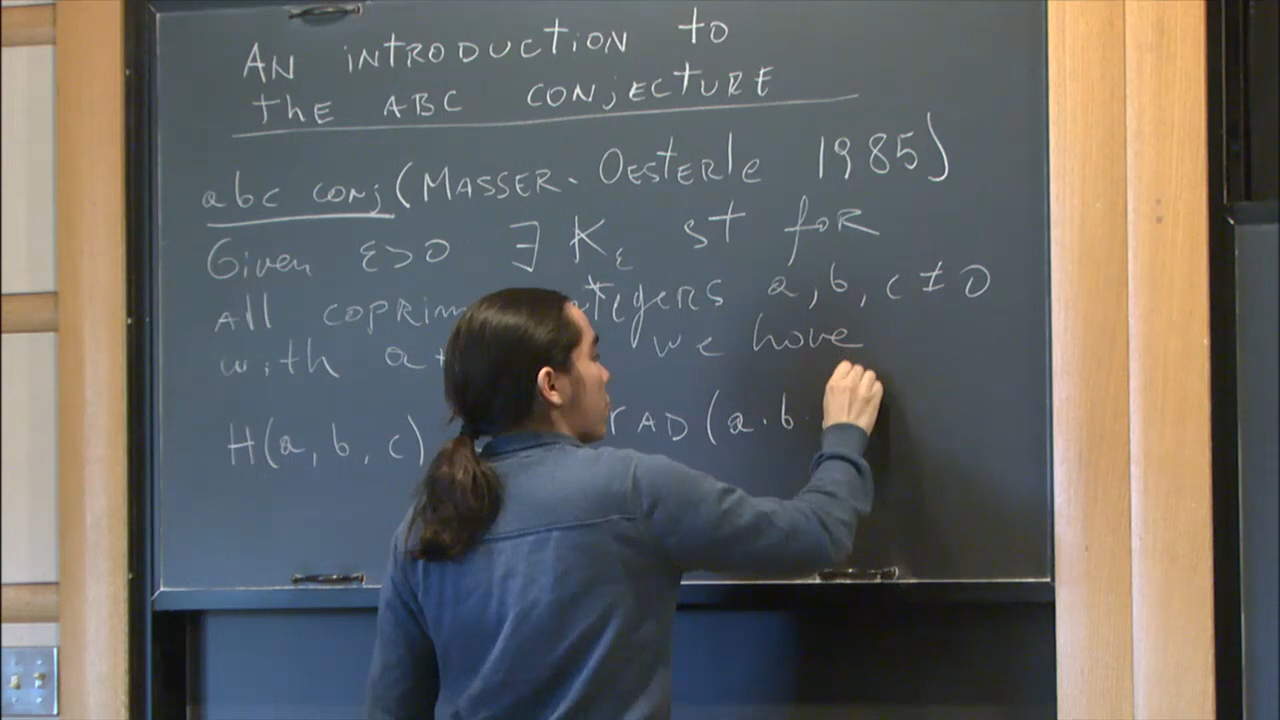 AN INTRODUCTION TO
THE ABC CONJECTURE
abc conj (MASSER-OESTERLE 1985)
Given ε>0 ∃ K_ε st for
All coprim tegers a, b, c ≠ 0
with a + we have
H(a, b, c) rAD(a·b·